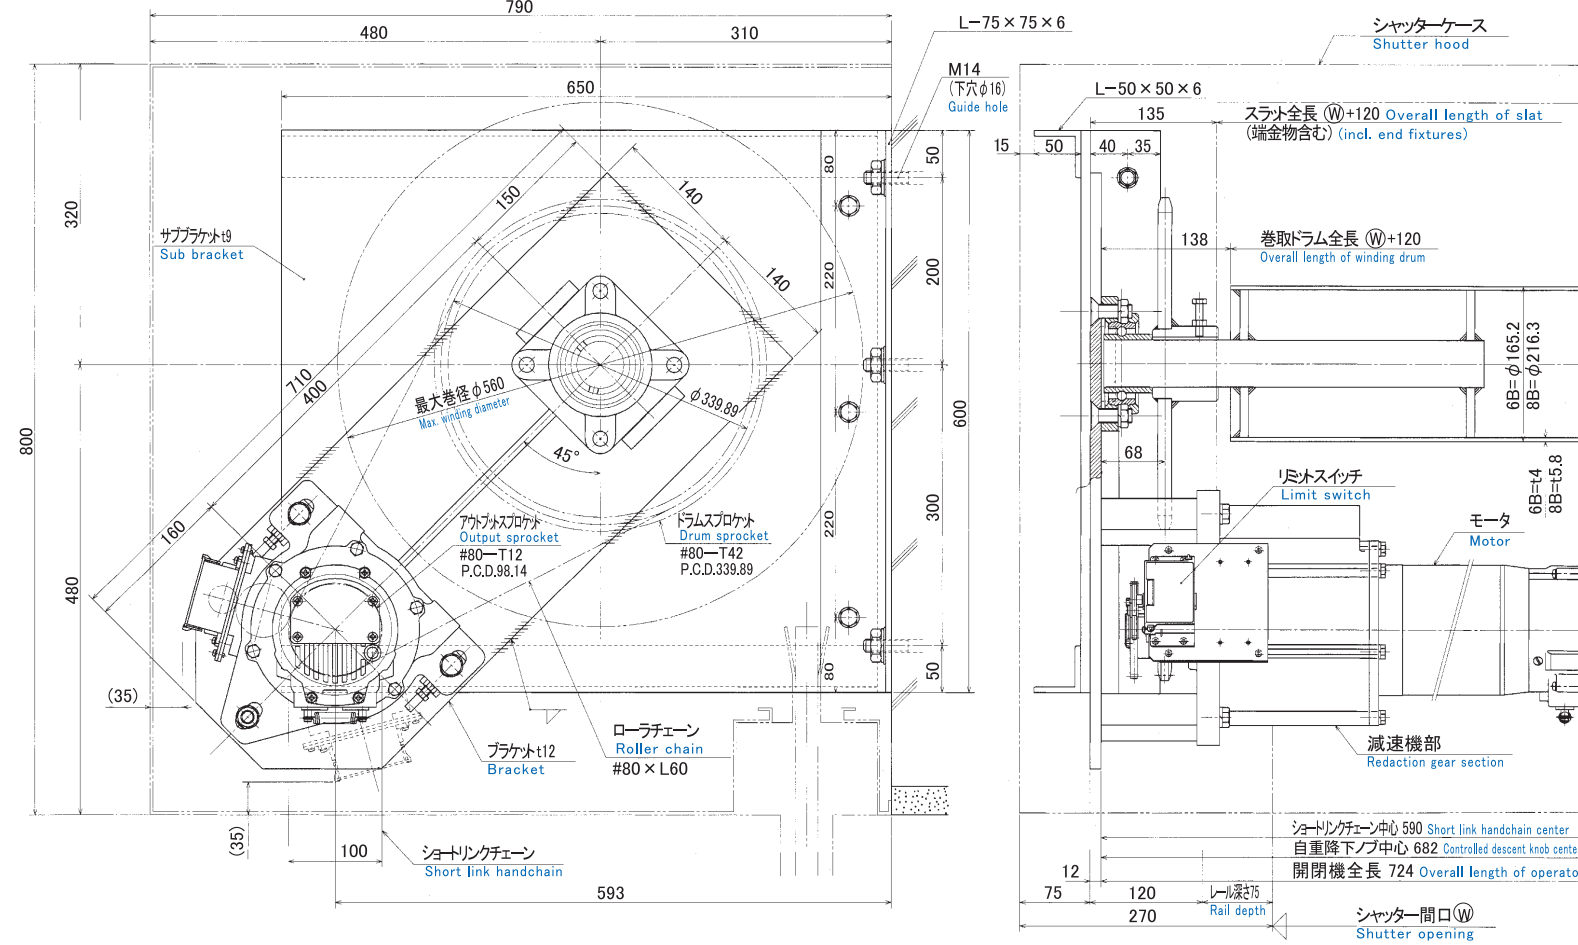 790
480
310
650
L-75×75×6
M14
(下穴φ16)
Guide hole
シャッターケース
Shutter hood
L-50×50×6
135
スラット全長 Ⓦ+120 Overall length of slat
(端金物含む) (incl. end fixtures)
15
50
40
35
50
80
150
140
320
サブブラケットt9
Sub bracket
138
巻取ドラム全長 Ⓦ+120
Overall length of winding drum
200
220
140
710
400
最大巻径φ560
Max. winding diameter
φ339.89
6B=φ165.2
8B=φ216.3
800
600
45°
68
リミットスイッチ
Limit switch
6B=t4
8B=t5.8
160
アウトプットスプロケット
Output sprocket
#80－T12
P.C.D.98.14
ドラムスプロケット
Drum sprocket
#80－T42
P.C.D.339.89
220
300
モータ
Motor
480
80
50
(35)
ブラケットt12
Bracket
ローラチェーン
Roller chain
#80×L60
減速機部
Redaction gear section
(35)
100
ショートリンクチェーン
Short link handchain
593
ショートリンクチェーン中心 590 Short link handchain center
自重降下ノブ中心 682 Controlled descent knob cente
開閉機全長 724 Overall length of operato
12
75
120
レール深さ75
Rail depth
270
シャッター間口Ⓦ
Shutter opening